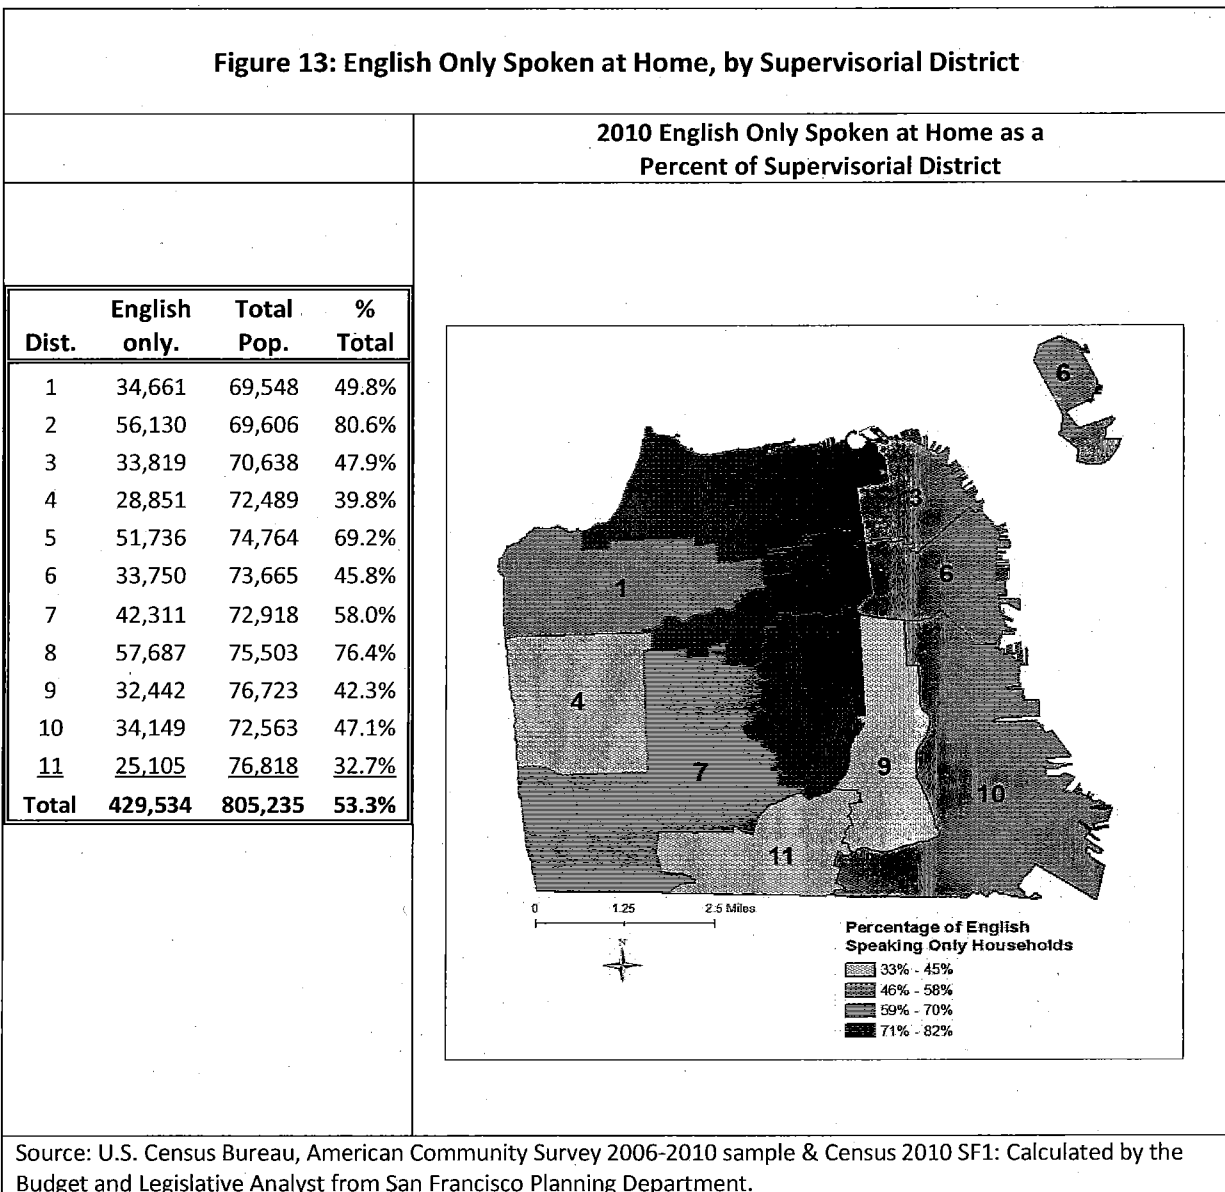 Figure 13: English Only Spoken at Home, by Supervisorial District
2010 English Only Spoken at Home as a
Percent of Supervisorial District
English Total %
Dist. only. Pop. Total
1 34,661 69,548 49.8%
2 56,130 69,606 80.6%
3 33,819 70,638 47.9%
4 28,851 72,489 39.8%
5 51,736 74,764 69.2%
6 33,750 73,665 45.8%
7 42,311 72,918 58.0%
8 57,687 75,503 76.4%
9 32,442 76,723 42.3%
10 34,149 72,563 47.1%
11 25,105 76,818 32.7%
Total 429,534 805,235 53.3%
6
3
6
1
4
7
9
10
11
0 1.25 2.5 Miles
N
Percentage of English
Speaking Only Households
33% - 45%
46% - 58%
59% - 70%
71% - 82%
Source: U.S. Census Bureau, American Community Survey 2006-2010 sample & Census 2010 SF1: Calculated by the
Budget and Legislative Analyst from San Francisco Planning Department.